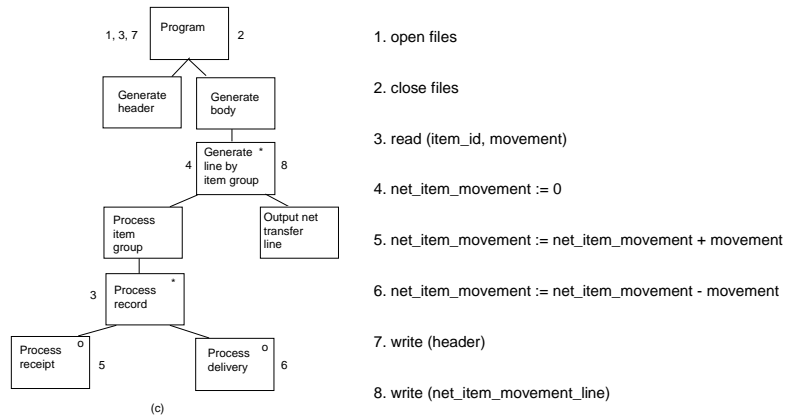 Program
1, 3, 7
2
Generate
header
Generate
body
4
Generate *
line by
item group
8
Process
item
group
Output net
transfer
line
3
Process *
record
Process o
receipt
5
Process o
delivery
6
(c)
1. open files
2. close files
3. read (item_id, movement)
4. net_item_movement := 0
5. net_item_movement := net_item_movement + movement
6. net_item_movement := net_item_movement - movement
7. write (header)
8. write (net_item_movement_line)